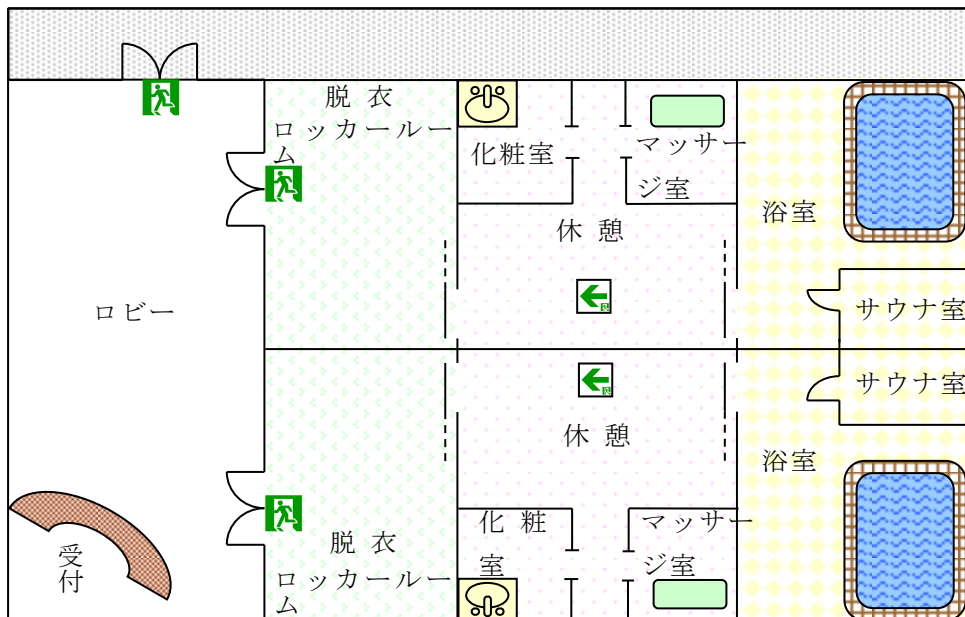 脱 衣
ロッカールー
ム
化粧室
マッサー
ジ室
浴室
休 憩
サウナ室
ロビー
サウナ室
休 憩
浴室
化 粧
室
マッサー
ジ室
脱 衣
ロッカールー
ム
受
付